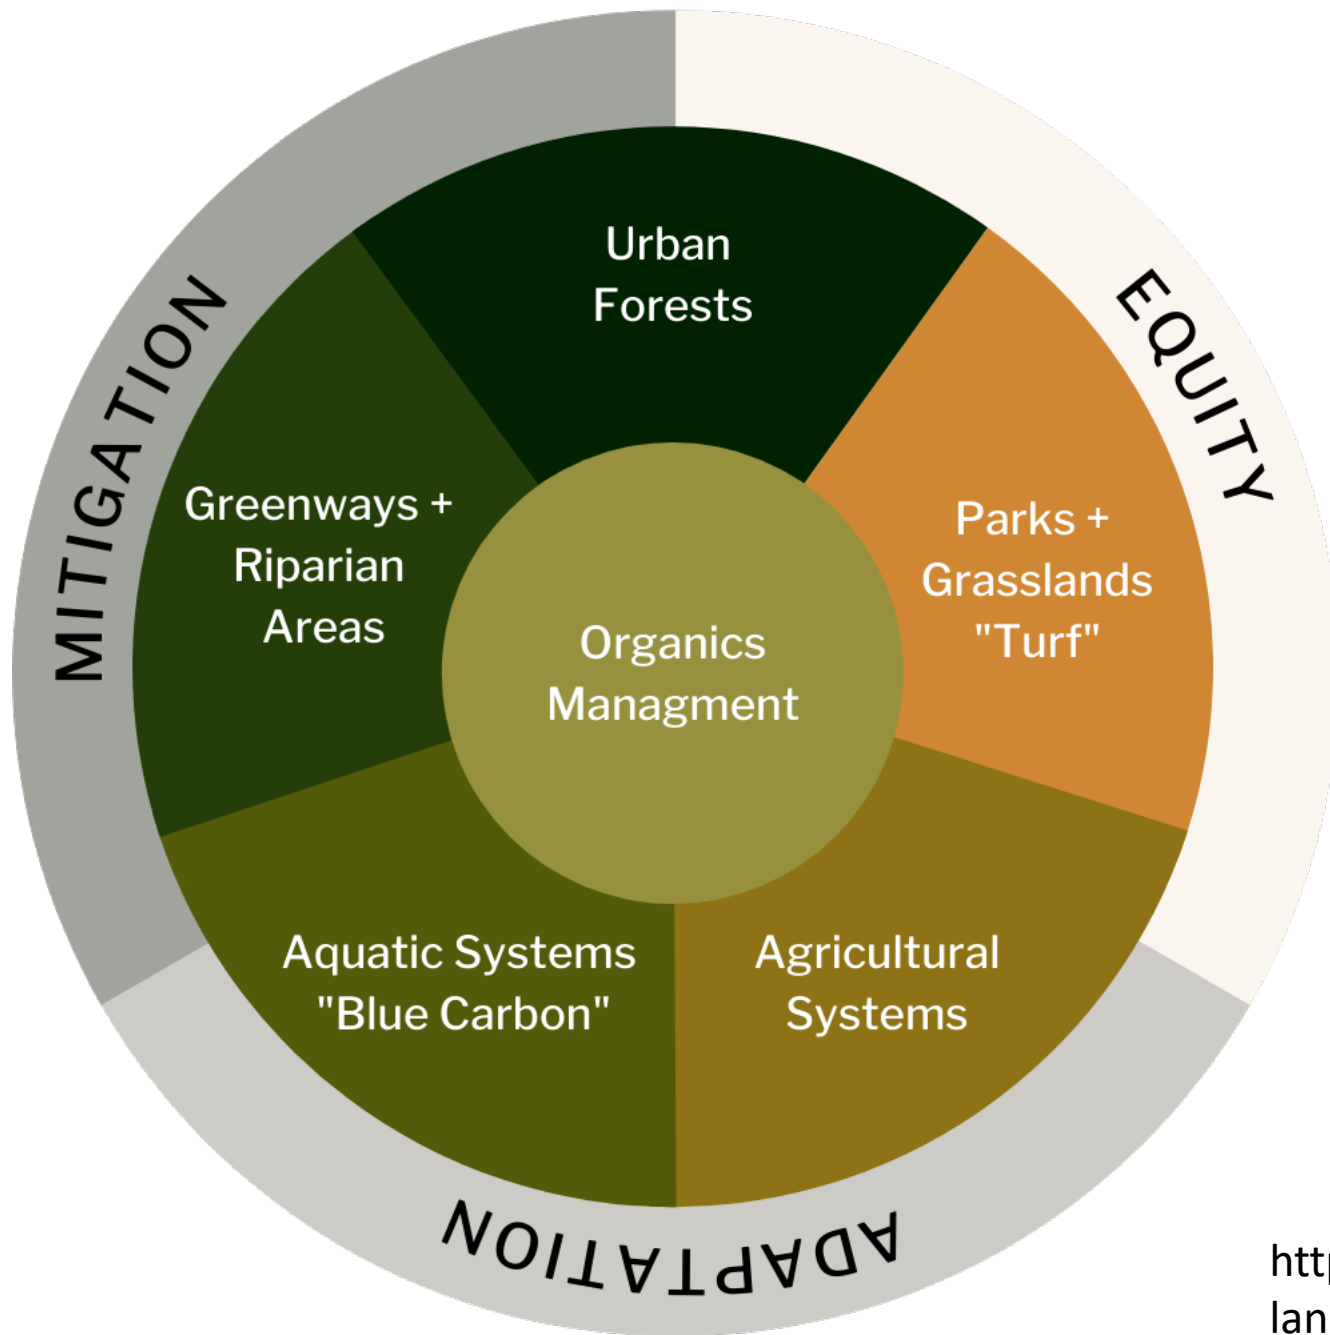 MITIGATION
EQUITY
Urban
Forests
Greenways +
Riparian
Areas
Parks +
Grasslands
"Turf"
Organics
Managment
Aquatic Systems
"Blue Carbon"
Agricultural
Systems
ADAPTATION